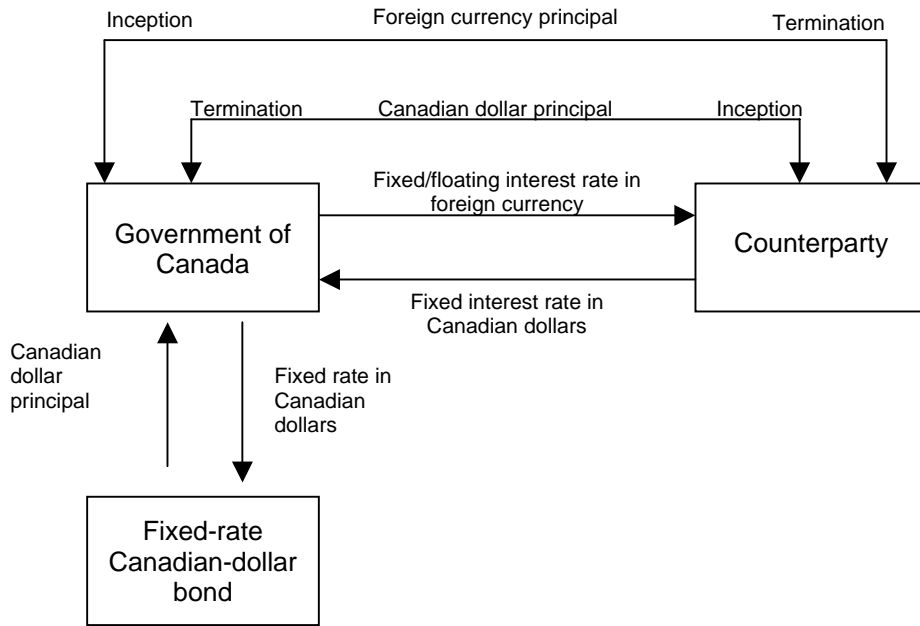 Inception
Foreign currency principal
Termination
Termination
Canadian dollar principal
Inception
Fixed/floating interest rate in
foreign currency
Government of
Canada
Counterparty
Fixed interest rate in
Canadian dollars
Canadian
dollar
principal
Fixed rate in
Canadian
dollars
Fixed-rate
Canadian-dollar
bond